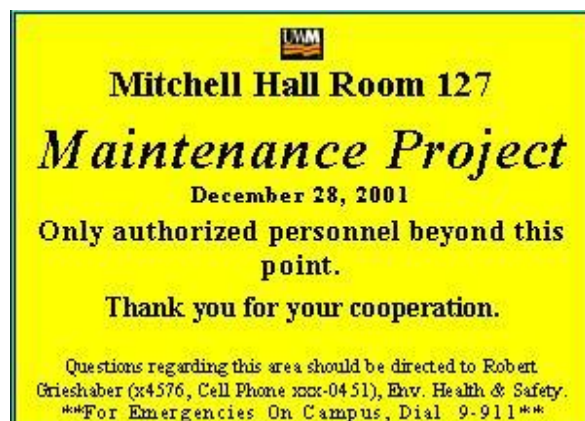 UWM
Mitchell Hall Room 127
Maintenance Project
December 28, 2001
Only authorized personnel beyond this
point.
Thank you for your cooperation.
Questions regarding this area should be directed to Robert
Grieshaber (x4576, Cell Phone xxx-0451), Env. Health & Safety.
**For Emergencies On Campus, Dial 9-911**